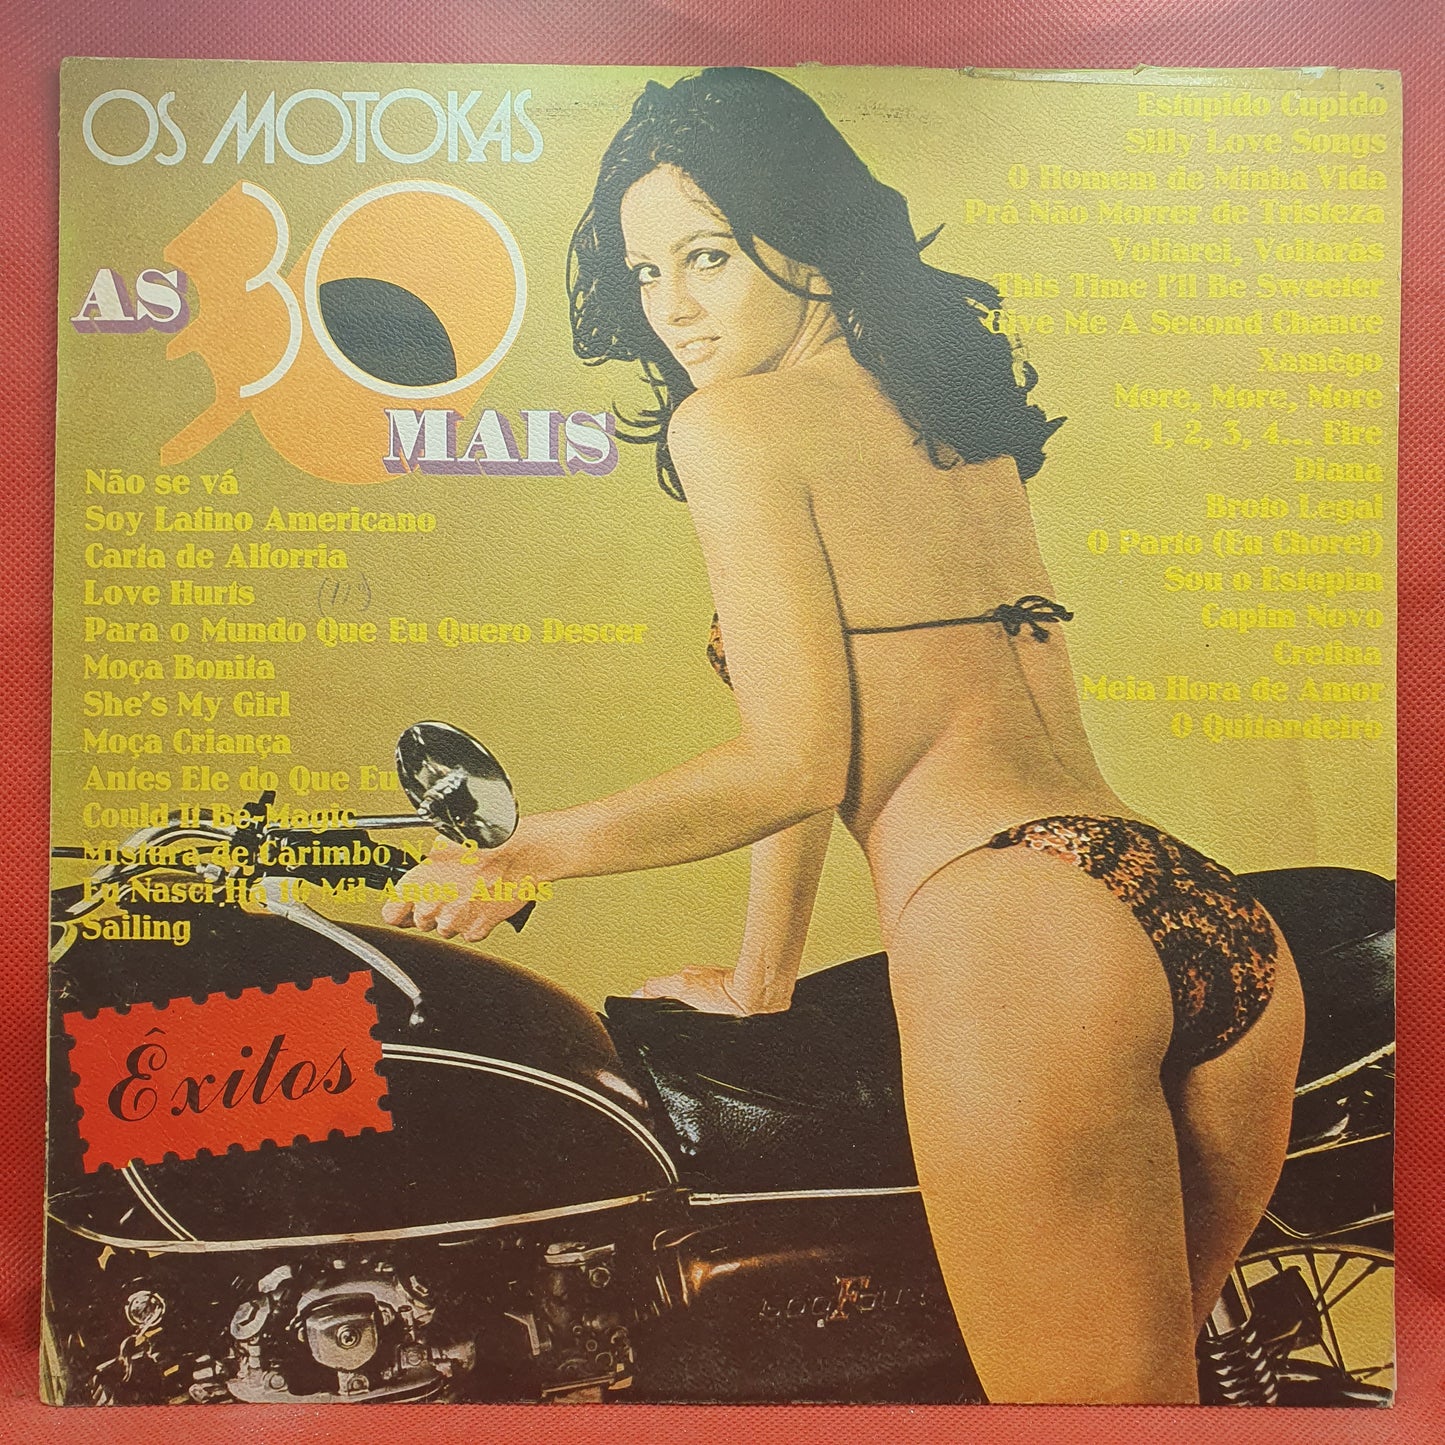 OS MOTOKAS
AS 30 MAIS
Não se vá
Soy Latino Americano
Carta de Alforria
Love Hurts
Para o Mundo Que Eu Quero Descer
Moça Bonita
She's My Girl
Moça Criança
Antes Ele do Que Eu
Could It Be Magic
Mistura de Carimbó N.º 2
Eu Nasci Há 10 Mil Anos Atrás
Sailing
Êxitos
Estupido Cupido
Silly Love Songs
O Homem de Minha Vida
Prá Não Morrer de Tristeza
Voltarei, Voltarás
This Time I'll Be Sweeter
Give Me A Second Chance
Xamêgo
More, More, More
1, 2, 3, 4... Fire
Diana
Broto Legal
O Parto (Eu Chorei)
Sou o Estopim
Capim Novo
Cretina
Meia Hora de Amor
O Quitandeiro